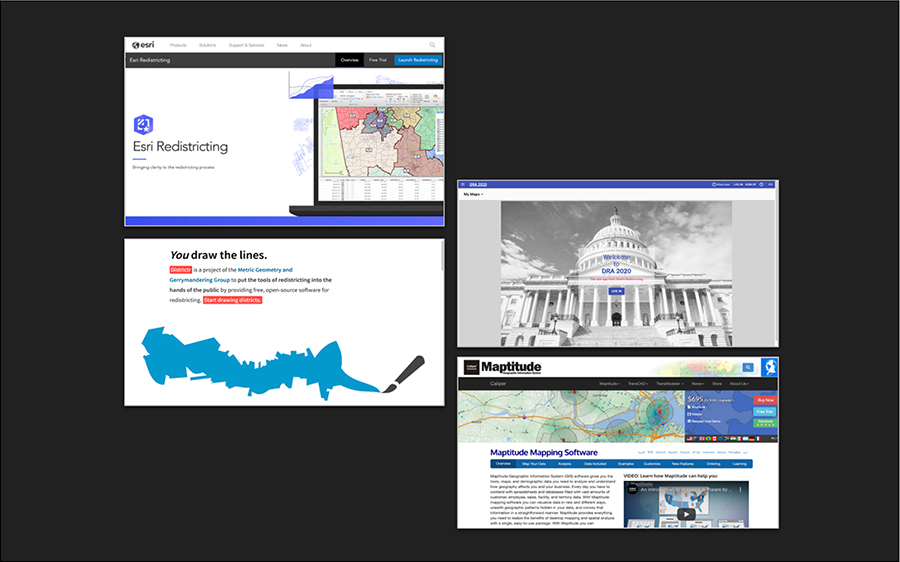 esri
Products Solutions Support & Services News About
Esri Redistricting
Overview Free Trial Launch Redistricting
Esri Redistricting
Bringing clarity to the redistricting process
You draw the lines.
Districtr is a project of the Metric Geometry and
Gerrymandering Group to put the tools of redistricting into the
hands of the public by providing free, open-source software for
redistricting. Start drawing districts.
DRA 2020
My Maps
Welcome
to
DRA 2020
LOG IN
Caliper
Maptitude
Geographic Information System
Caliper Maptitude TransCAD TransModeler News Store About Us
$695
Buy Now
Free Trial
Maptitude Mapping Software
Overview Map Your Data Analysis Data Included Examples Customize New Features Ordering Learning
Maptitude Geographic Information System (GIS) software gives you the
tools, maps, and demographic data you need to analyze and understand
how geography affects you and your business. Every day you have to
contend with spreadsheets and databases filled with vast amounts of
customer, employee, sales, facility, and territory data. With Maptitude
mapping software you can visualize data in new and different ways,
unearth geographic patterns hidden in your data, and convey that
information in a straightforward manner. Maptitude provides everything
you need to realize the benefits of desktop mapping and spatial analysis
with a single, easy-to-use package. With Maptitude you can
VIDEO: Learn how Maptitude can help you:
An introduction to mapping software by